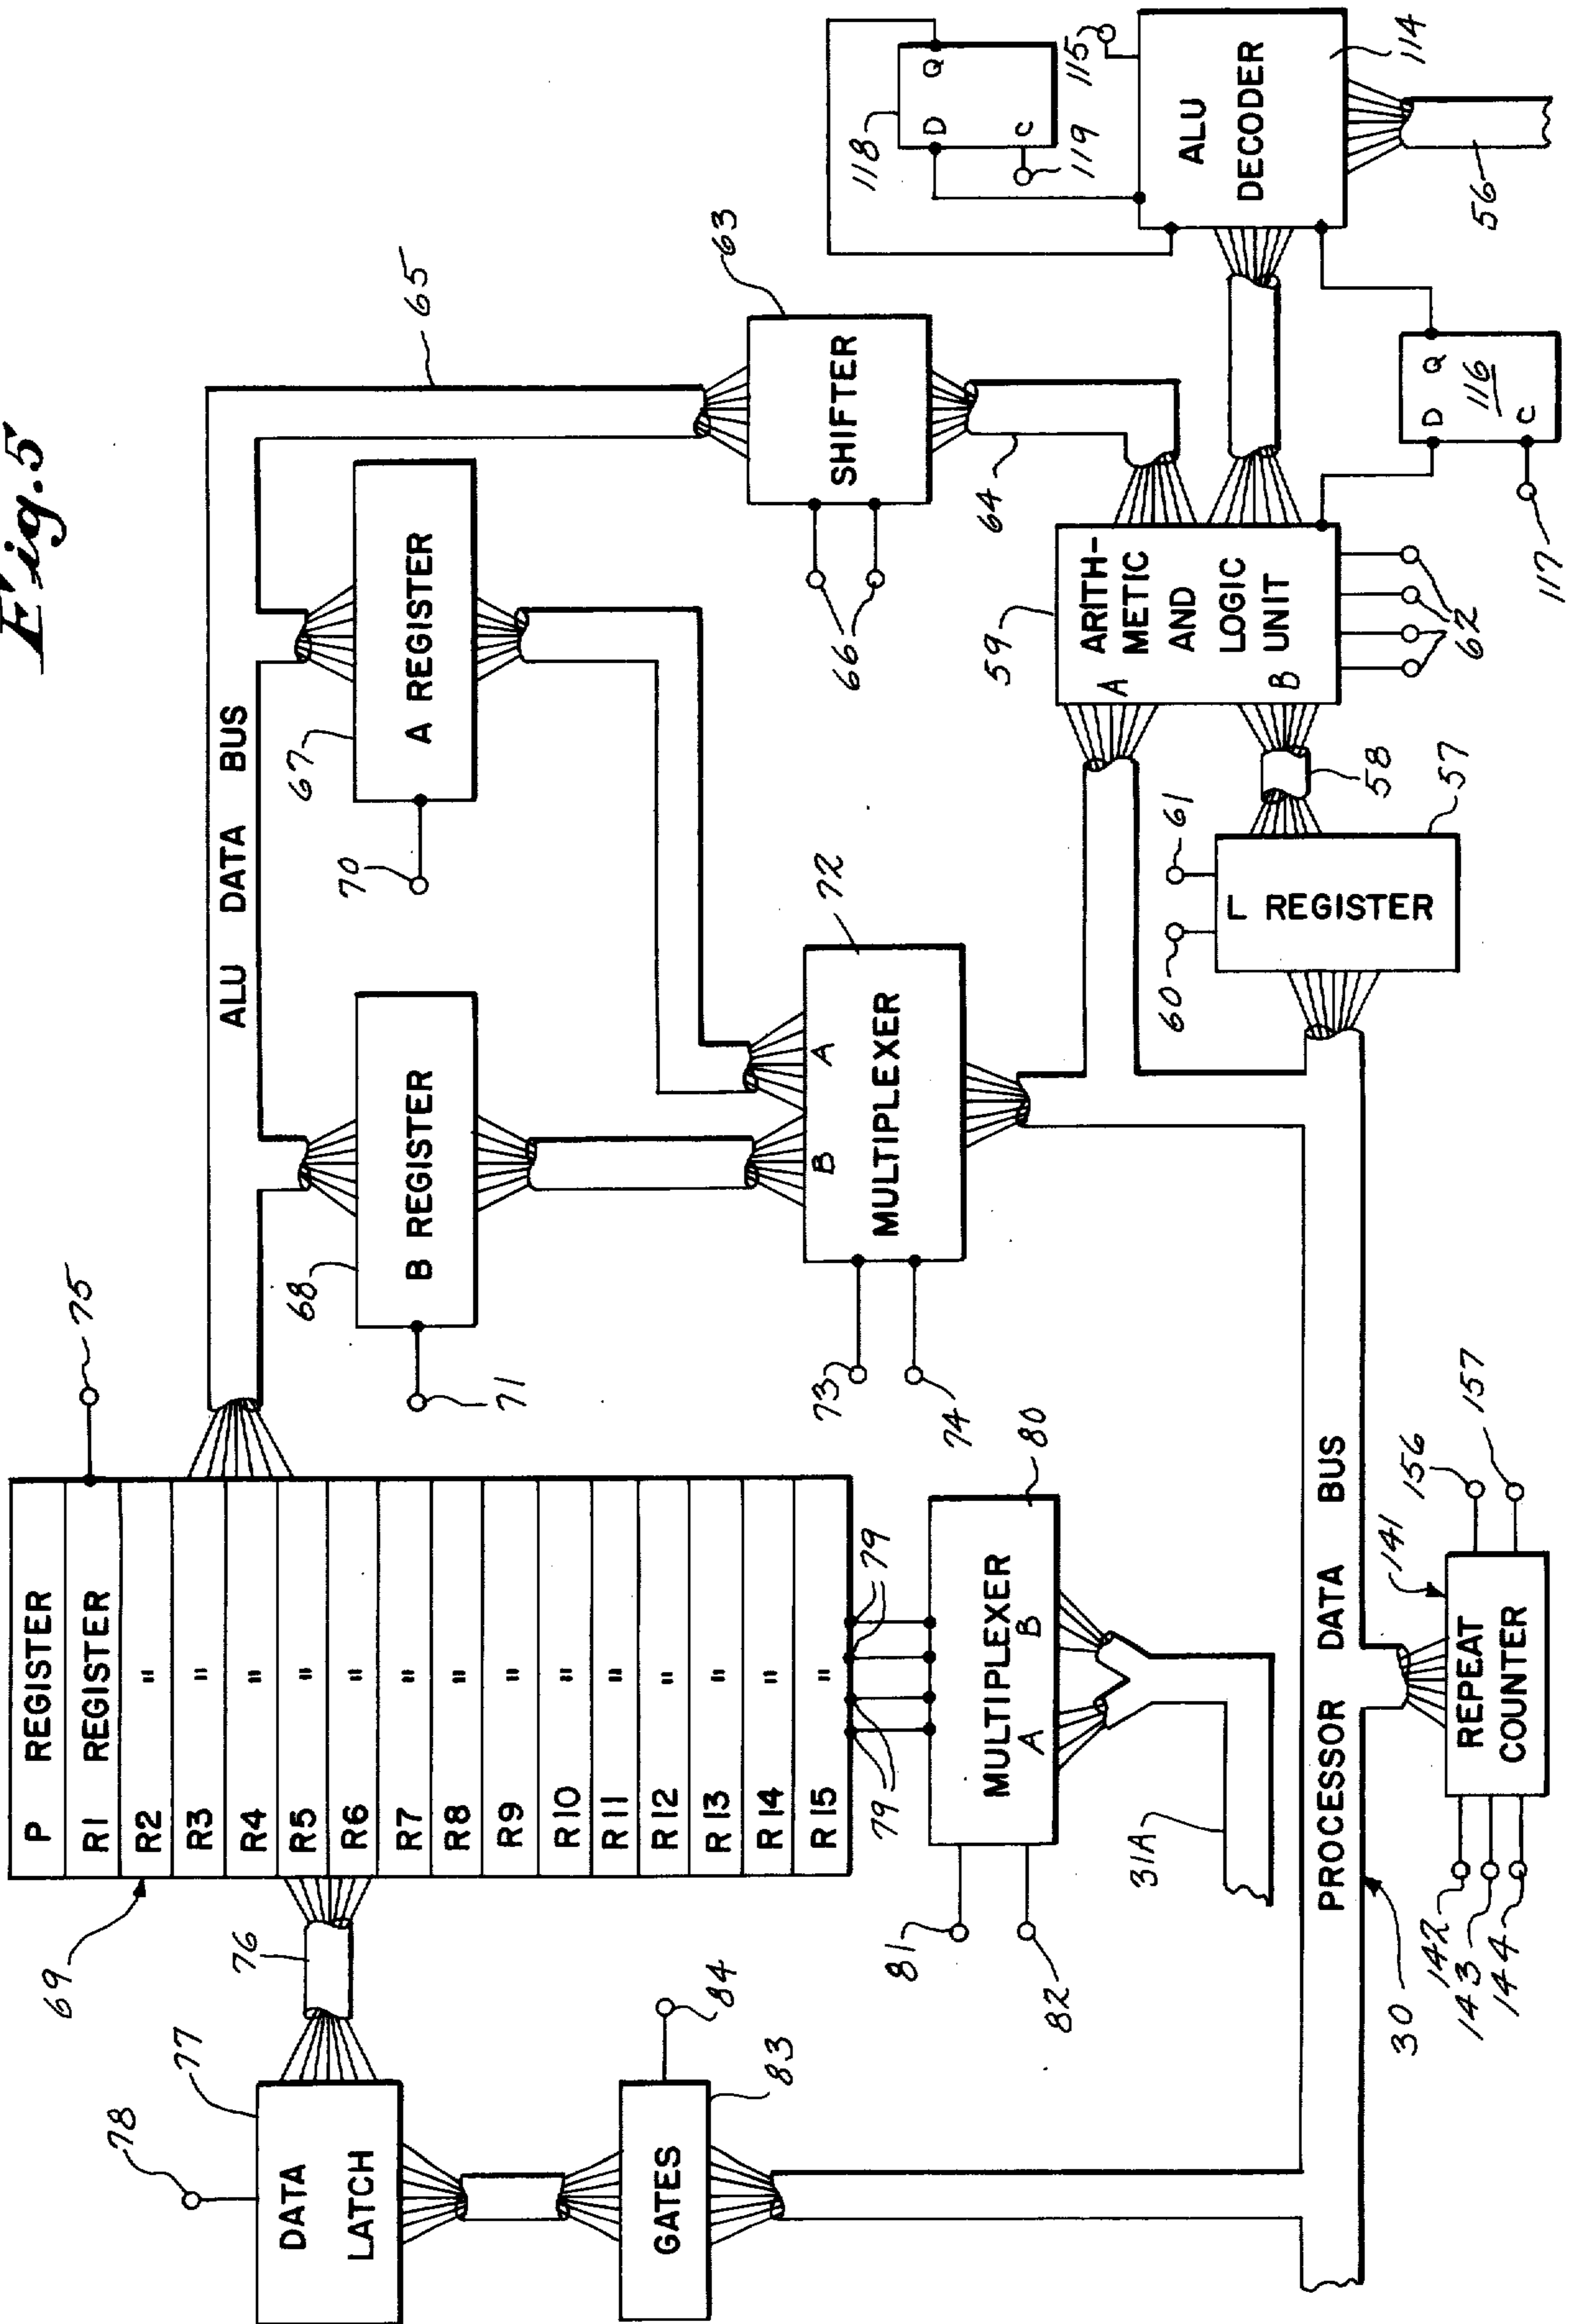 Fig. 5
P REGISTER
R1 REGISTER
R2 "
R3 "
R4 "
R5 "
R6 "
R7 "
R8 "
R9 "
R10 "
R11 "
R12 "
R13 "
R14 "
R15 "
75
69
76
77
78
DATA
LATCH
GATES
83
84
79
79
MULTIPLEXER
A B
80
81
82
31A
ALU DATA BUS
65
B REGISTER
68
71
A REGISTER
67
70
B A
MULTIPLEXER
72
73
74
SHIFTER
63
64
66
ARITH-
METIC
AND
LOGIC
UNIT
A
B
59
62
58
57
L REGISTER
60
61
D Q
C
118
119
115
ALU
DECODER
114
56
D Q
116
C
117
PROCESSOR DATA BUS
30
REPEAT
COUNTER
141
142
143
144
156
157